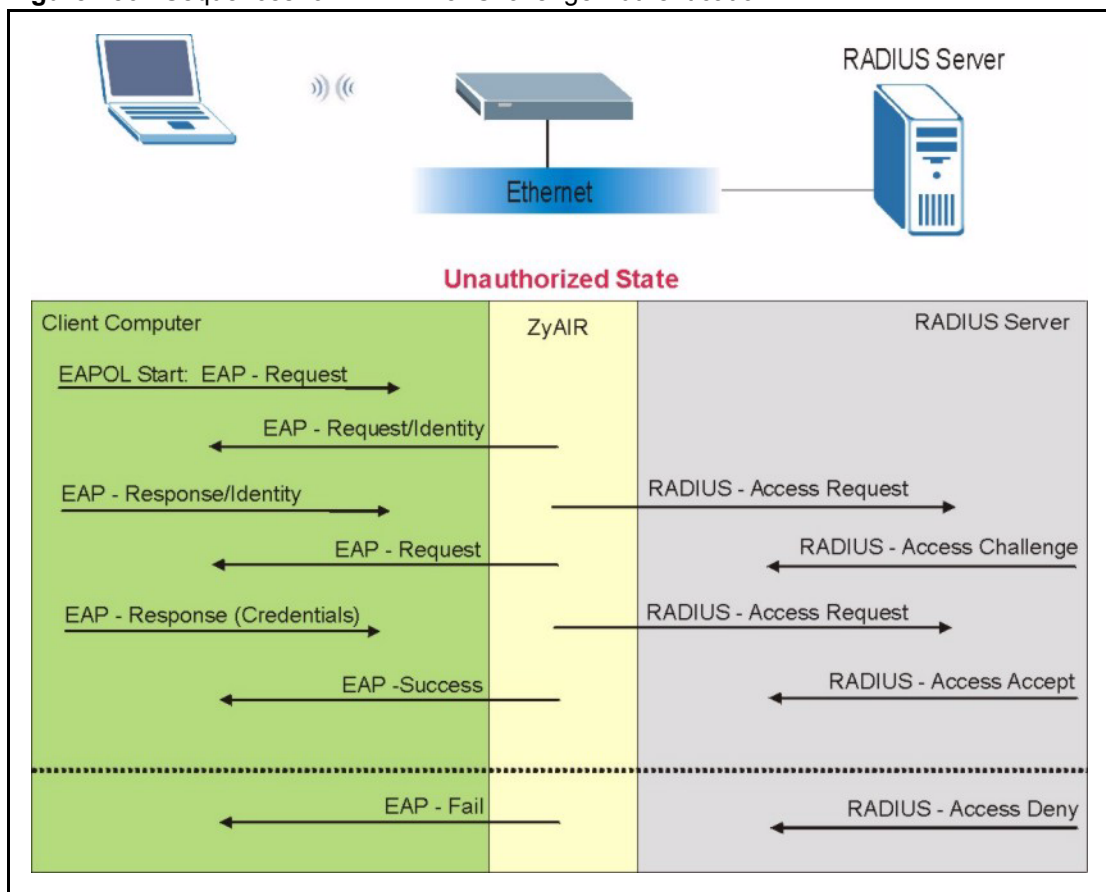 RADIUS Server
Ethernet
Unauthorized State
Client Computer
ZyAIR
RADIUS Server
EAPOL Start: EAP - Request
EAP - Request/Identity
EAP - Response/Identity
RADIUS - Access Request
EAP - Request
RADIUS - Access Challenge
EAP - Response (Credentials)
RADIUS - Access Request
EAP -Success
RADIUS - Access Accept
EAP - Fail
RADIUS - Access Deny